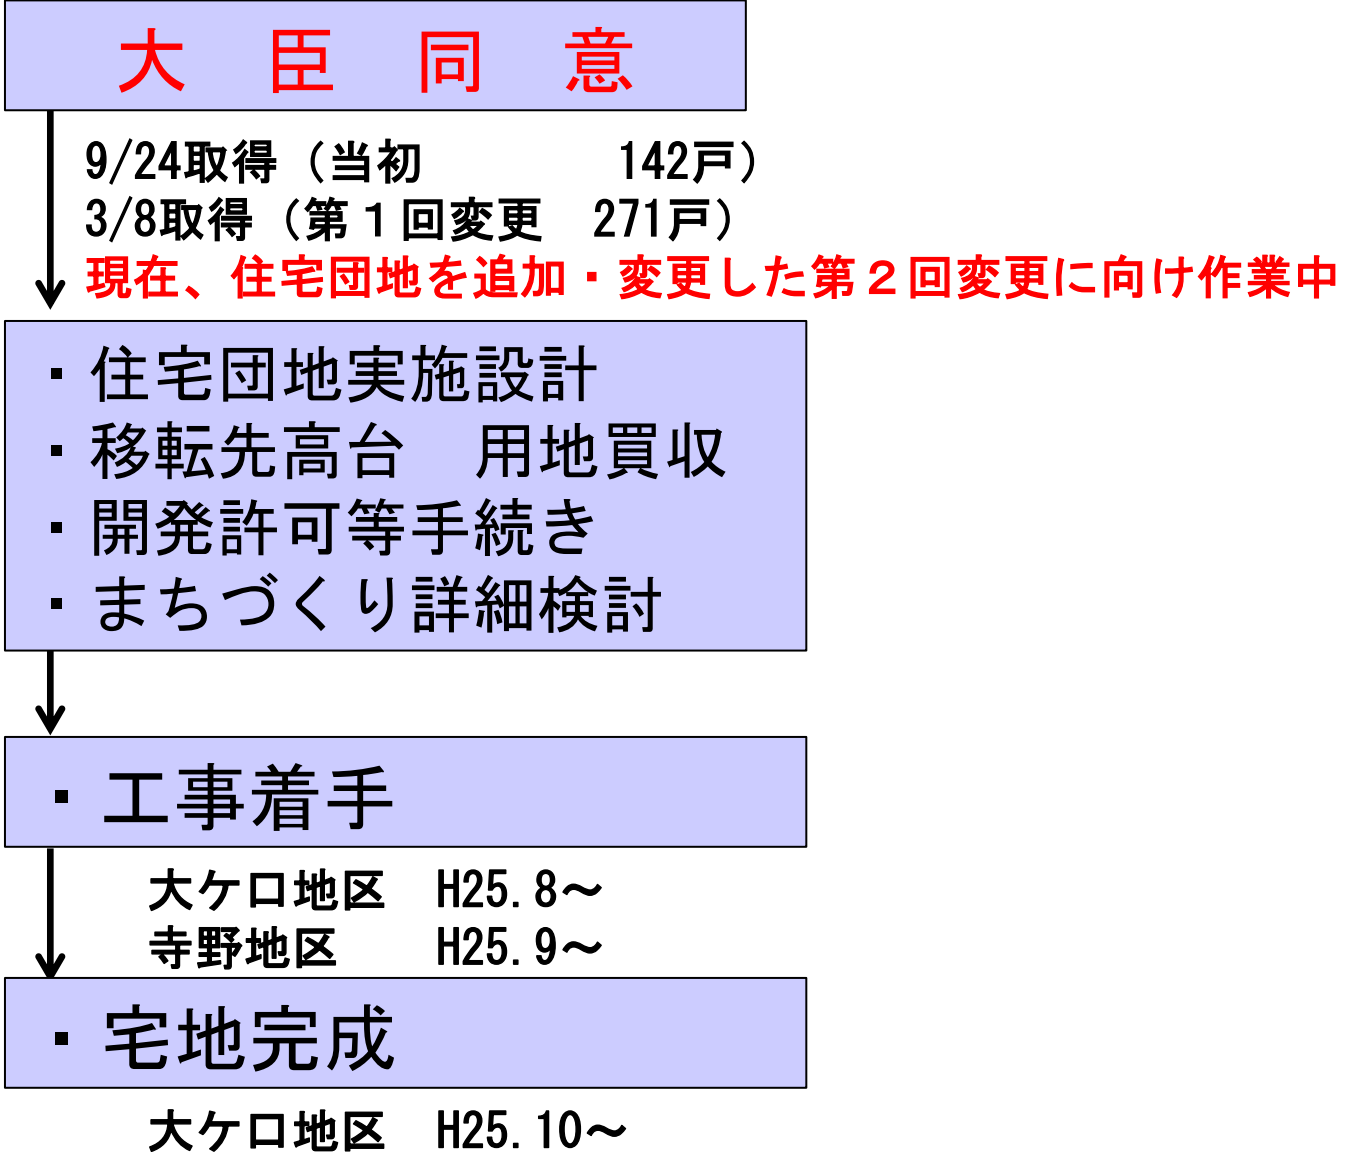 大　臣　同　意
9/24取得（当初　　　　142戸）
3/8取得（第１回変更　271戸）
現在、住宅団地を追加・変更した第２回変更に向け作業中
・住宅団地実施設計
・移転先高台　用地買収
・開発許可等手続き
・まちづくり詳細検討
・工事着手
大ケ口地区　H25.8～
寺野地区　　H25.9～
・宅地完成
大ケ口地区　H25.10～